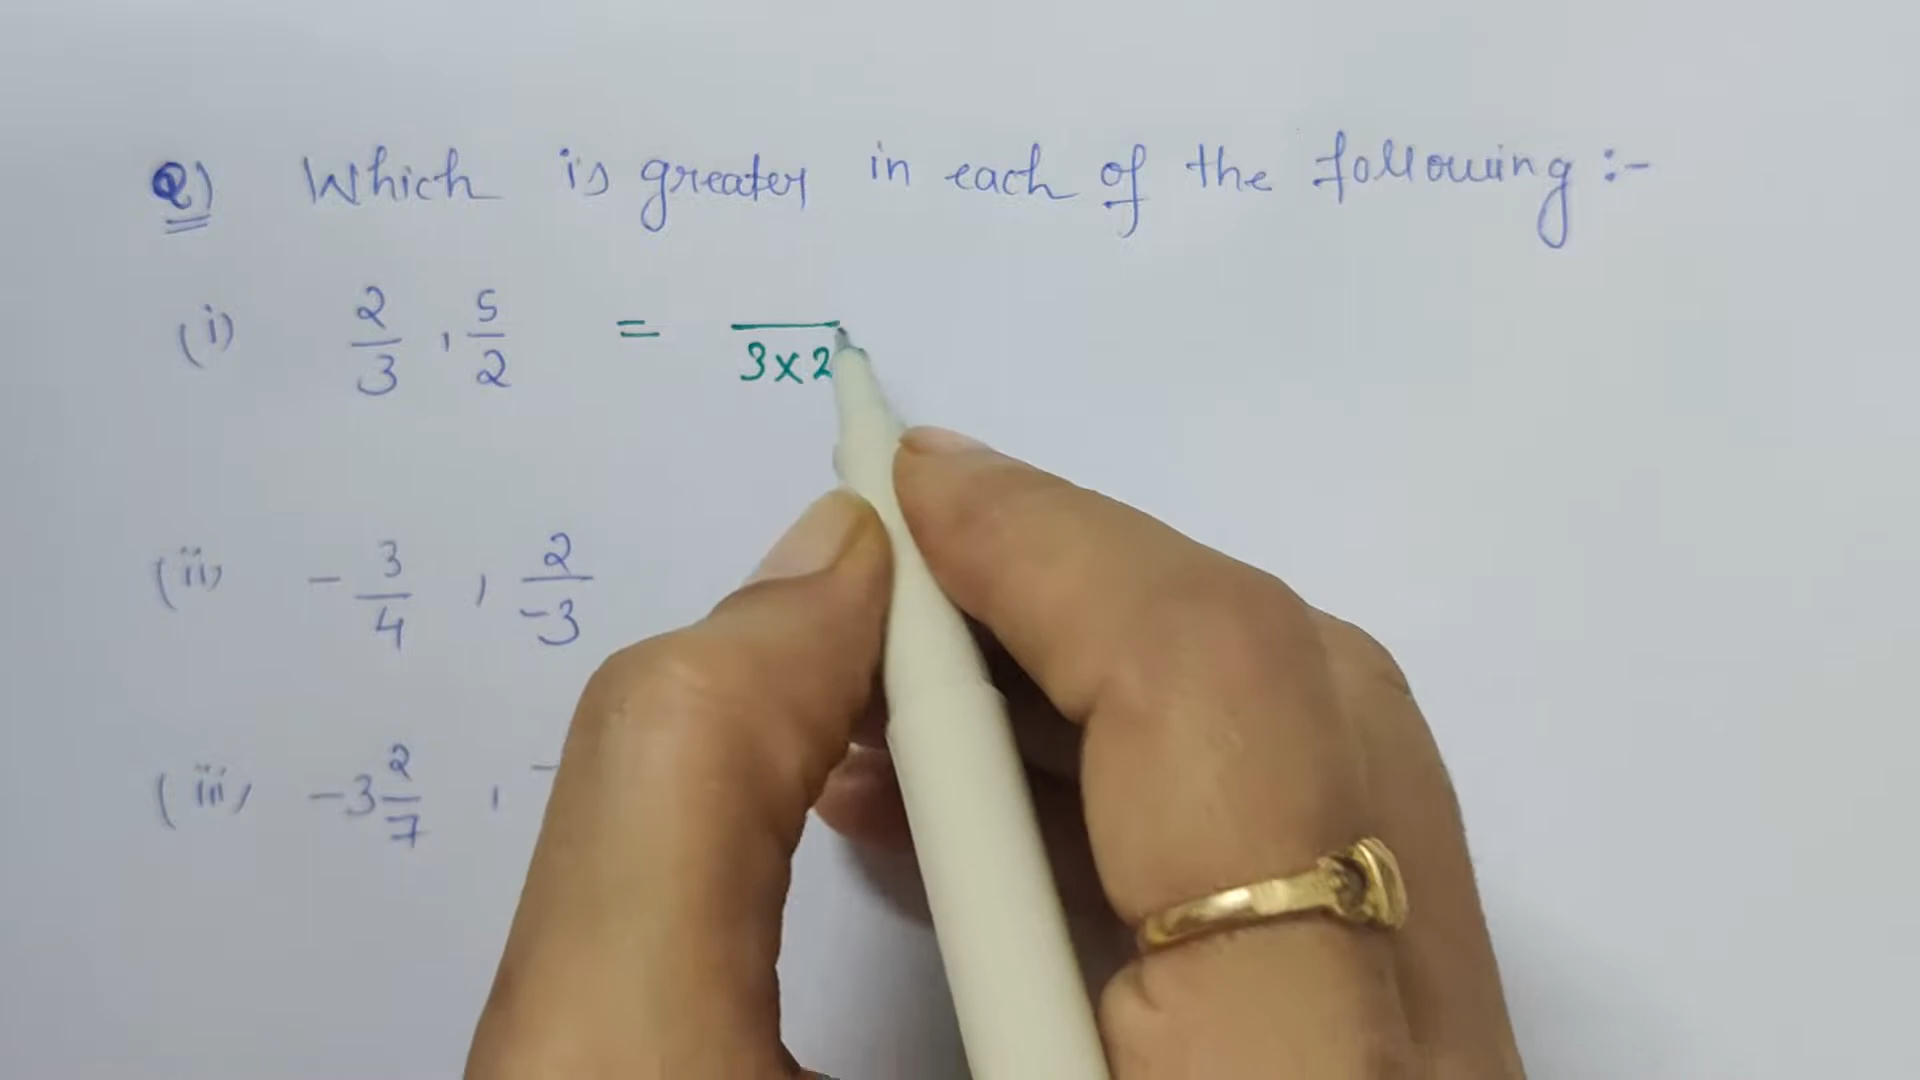 Q) Which is greater in each of the following :-
(i) 2/3 , 5/2 = /3x2
(ii) - 3/4 , 2/-3
(iii) -3 2/7 , -